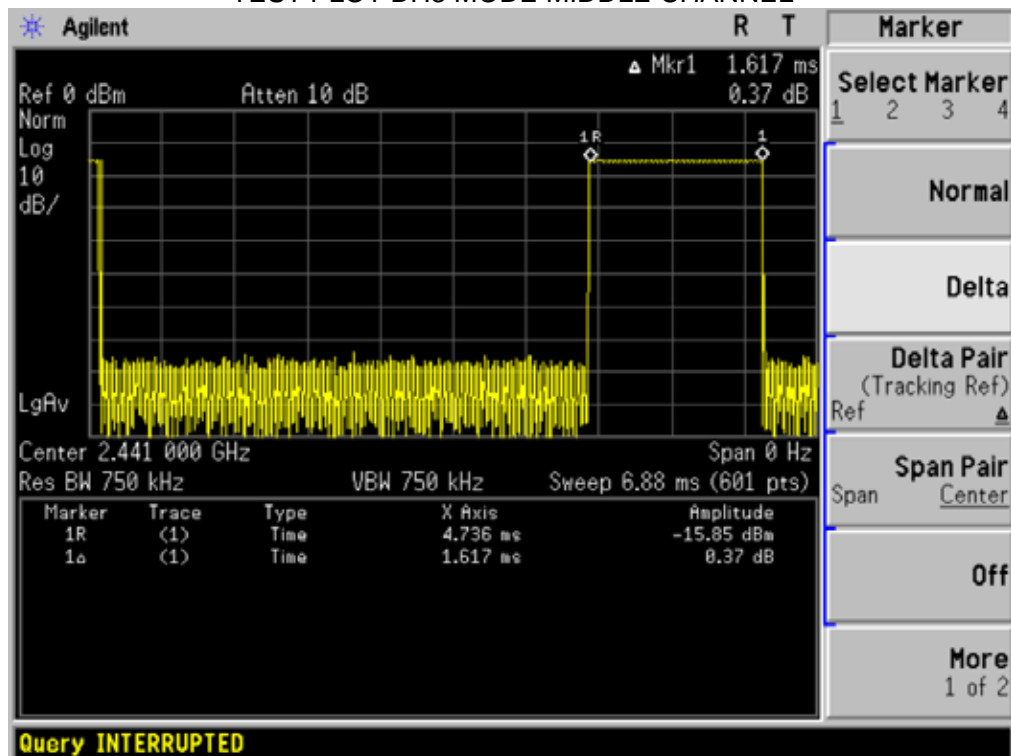 Agilent R T
Marker
▵ Mkr1 1.617 ms
Ref 0 dBm Atten 10 dB 0.37 dB
Norm
Log
10
dB/
1R 1
LgAv
Center 2.441 000 GHz Span 0 Hz
Res BW 750 kHz VBW 750 kHz Sweep 6.88 ms (601 pts)
Marker Trace Type X Axis Amplitude
1R (1) Time 4.736 ms -15.85 dBm
1▵ (1) Time 1.617 ms 0.37 dB
Select Marker
1 2 3 4
Normal
Delta
Delta Pair
(Tracking Ref)
Ref ▵
Span Pair
Span Center
Off
More
1 of 2
Query INTERRUPTED